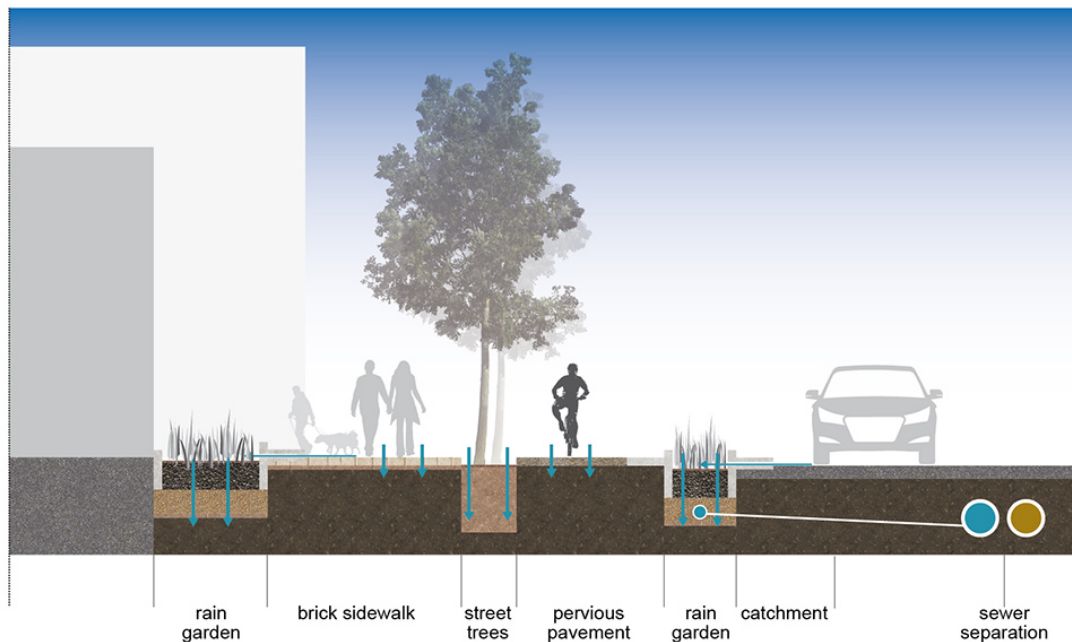 rain
garden
brick sidewalk
street
trees
pervious
pavement
rain
garden
catchment
sewer
separation